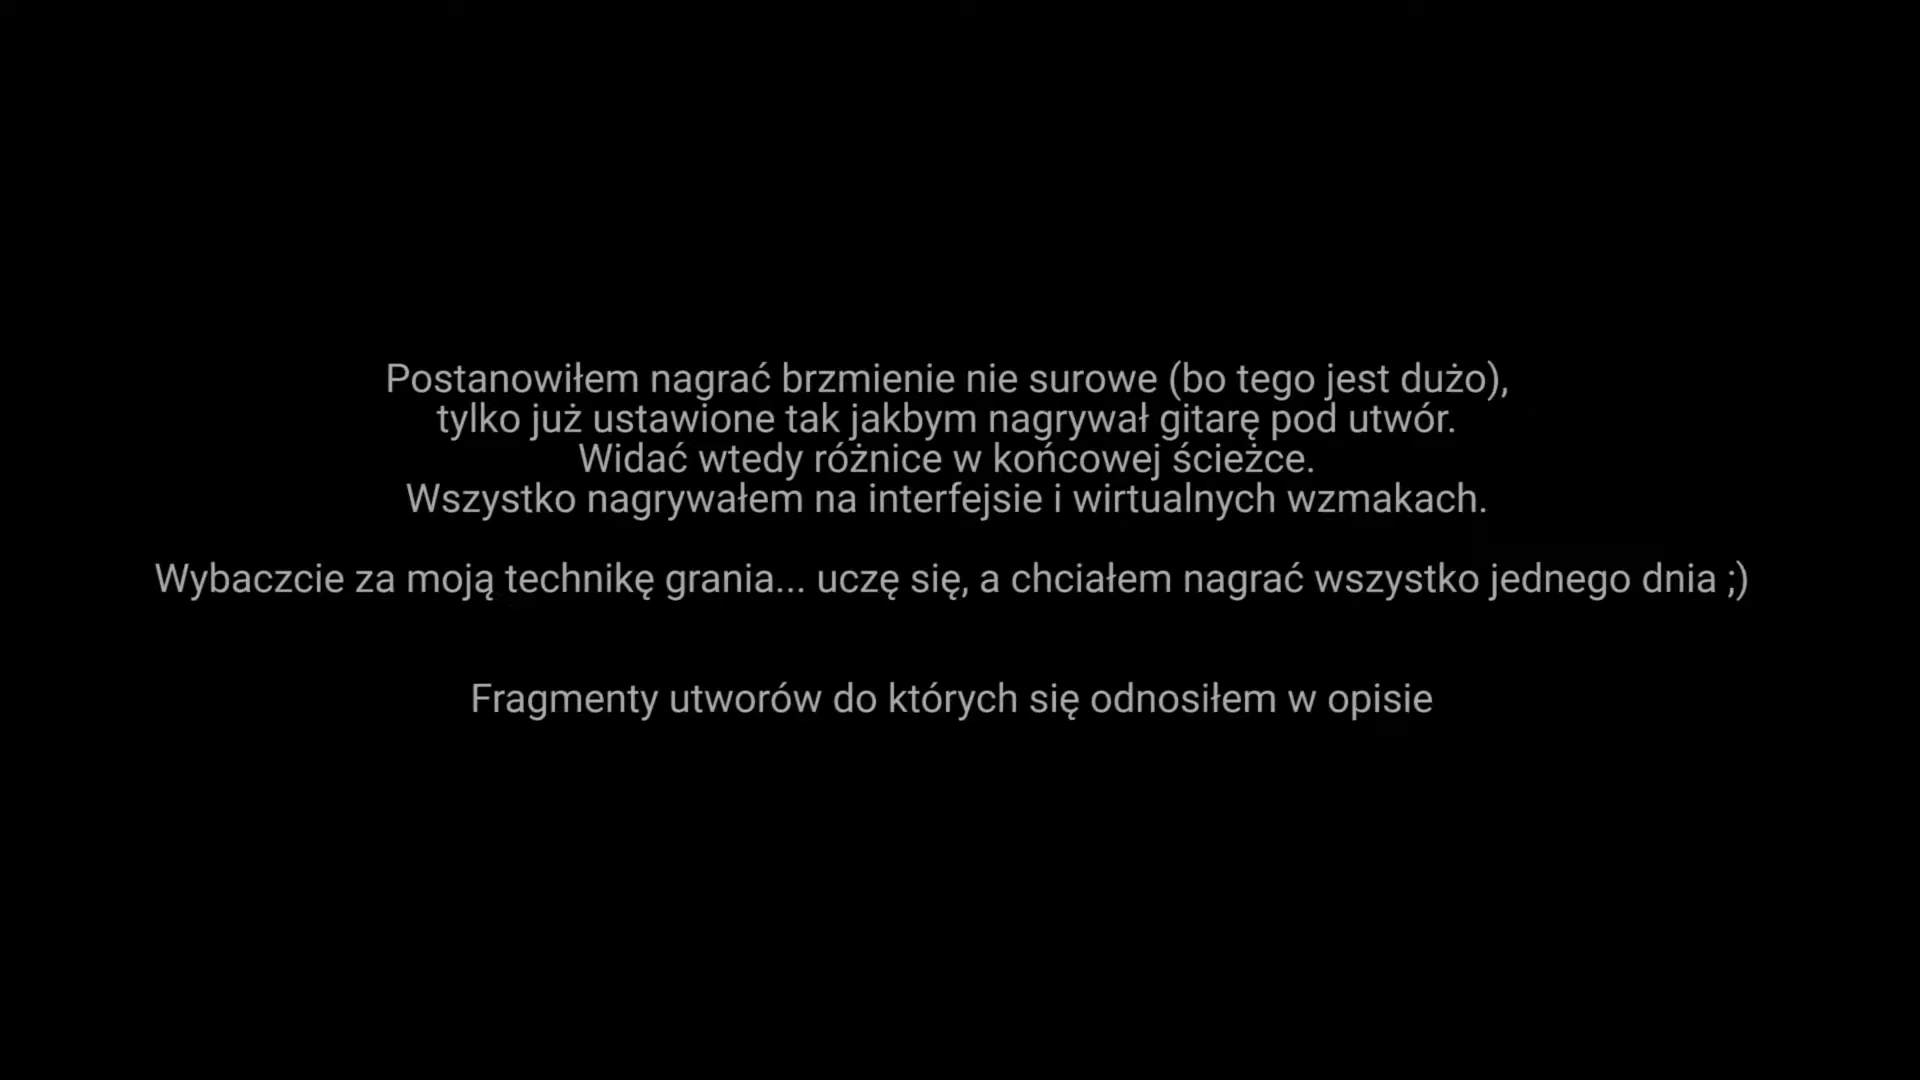 Postanowiłem nagrać brzmienie nie surowe (bo tego jest dużo),
tylko już ustawione tak jakbym nagrywał gitarę pod utwór.
Widać wtedy różnice w końcowej ścieżce.
Wszystko nagrywałem na interfejsie i wirtualnych wzmakach.
Wybaczcie za moją technikę grania... uczę się, a chciałem nagrać wszystko jednego dnia ;)
Fragmenty utworów do których się odnosiłem w opisie